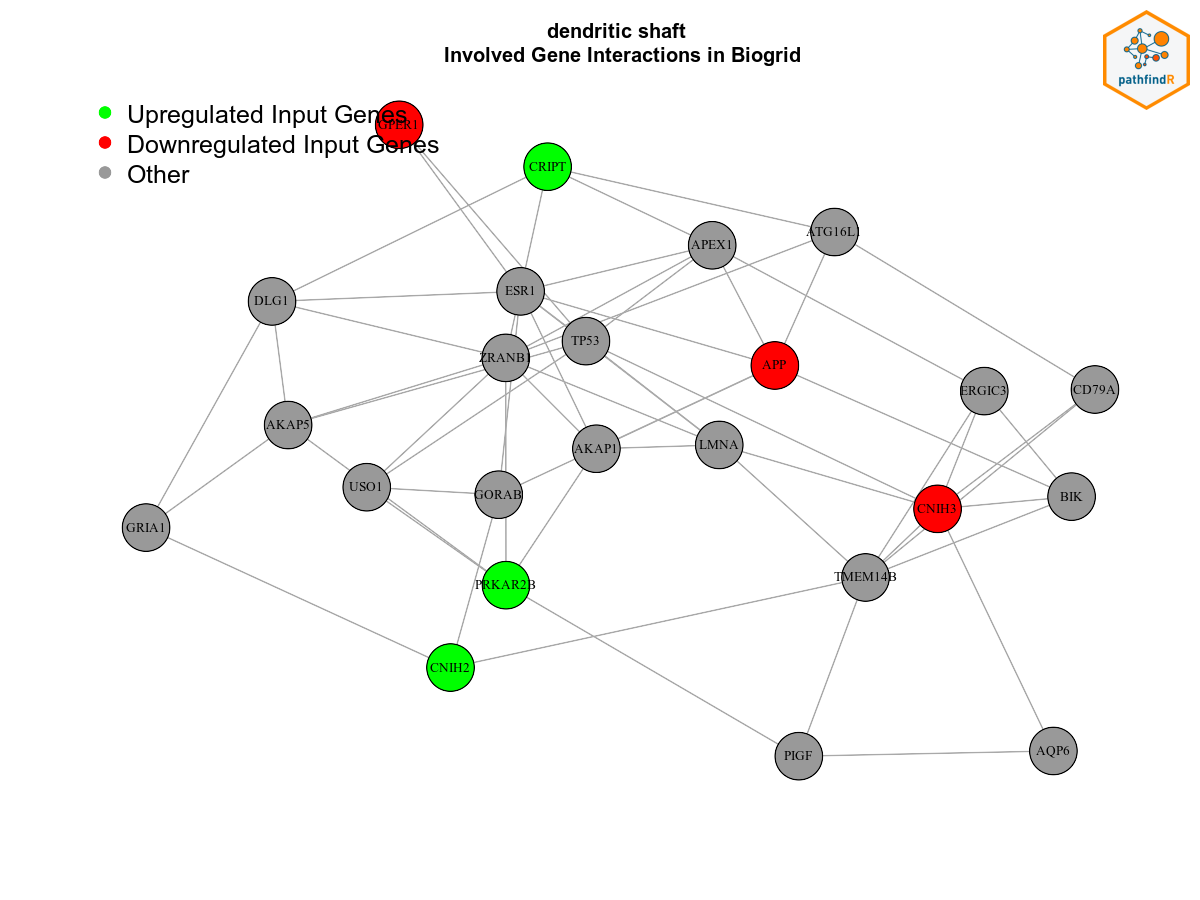 dendritic shaft
Involved Gene Interactions in Biogrid
pathfindR
Upregulated Input Genes
Downregulated Input Genes
Other
GPER1
CRIPT
APEX1
ATG16L1
DLG1
ESR1
TP53
ZRANB1
APP
ERGIC3
CD79A
AKAP5
AKAP1
LMNA
USO1
GORAB
CNIH3
BIK
GRIA1
PRKAR2B
TMEM14B
CNIH2
PIGF
AQP6